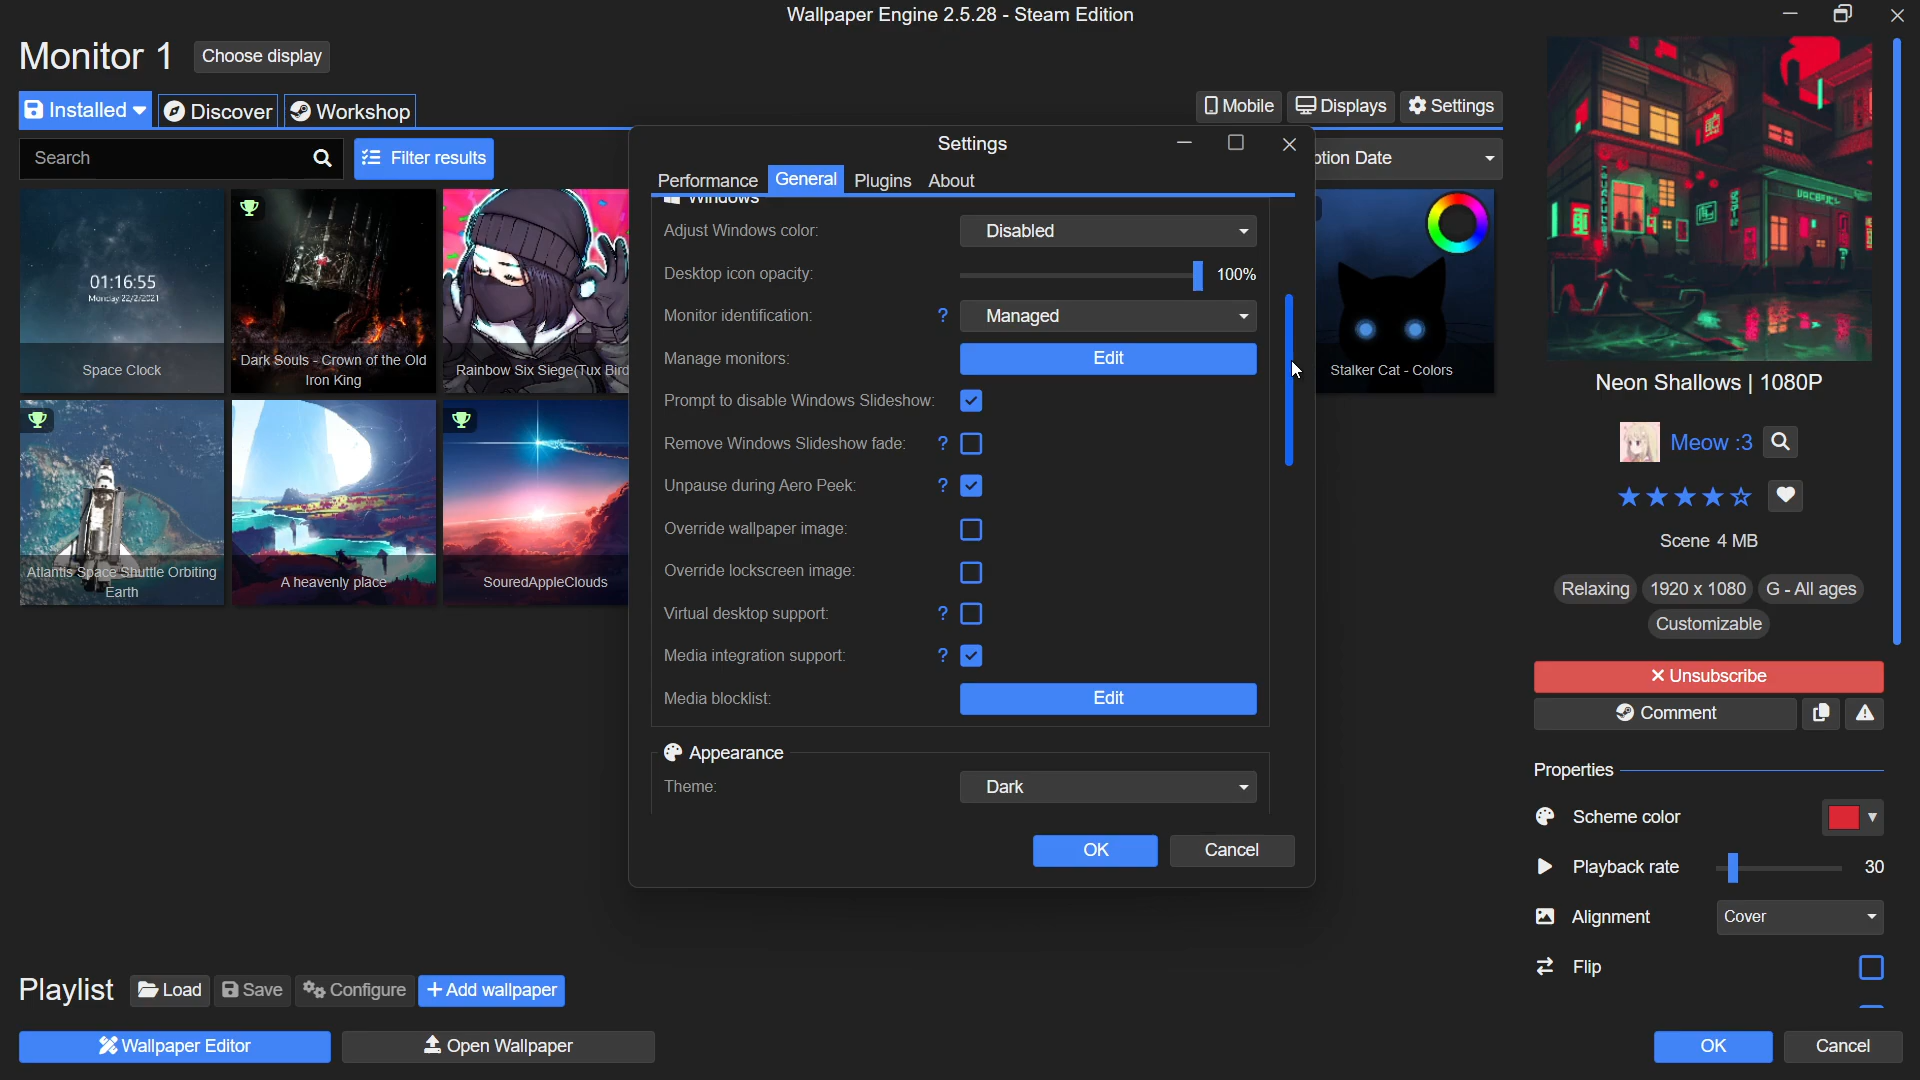 Wallpaper Engine 2.5.28 - Steam Edition
Monitor 1
Choose display
Installed
Discover
Workshop
Mobile
Displays
Settings
Search
Filter results
ption Date
01:16:55
Monday 22/2/2021
Space Clock
Dark Souls - Crown of the Old
Iron King
Rainbow Six Siege(Tux Bird
Stalker Cat - Colors
Atlantis Space Shuttle Orbiting
Earth
A heavenly place
SouredAppleClouds
Settings
Performance
General
Plugins
About
Windows
Adjust Windows color:
Disabled
Desktop icon opacity:
100%
Monitor identification:
?
Managed
Manage monitors:
Edit
Prompt to disable Windows Slideshow:
Remove Windows Slideshow fade:
?
Unpause during Aero Peek:
?
Override wallpaper image:
Override lockscreen image:
Virtual desktop support:
?
Media integration support:
?
Media blocklist:
Edit
Appearance
Theme:
Dark
OK
Cancel
Neon Shallows | 1080P
Meow :3
Scene 4 MB
Relaxing
1920 x 1080
G - All ages
Customizable
Unsubscribe
Comment
Properties
Scheme color
Playback rate
30
Alignment
Cover
Flip
Playlist
Load
Save
Configure
Add wallpaper
Wallpaper Editor
Open Wallpaper
OK
Cancel